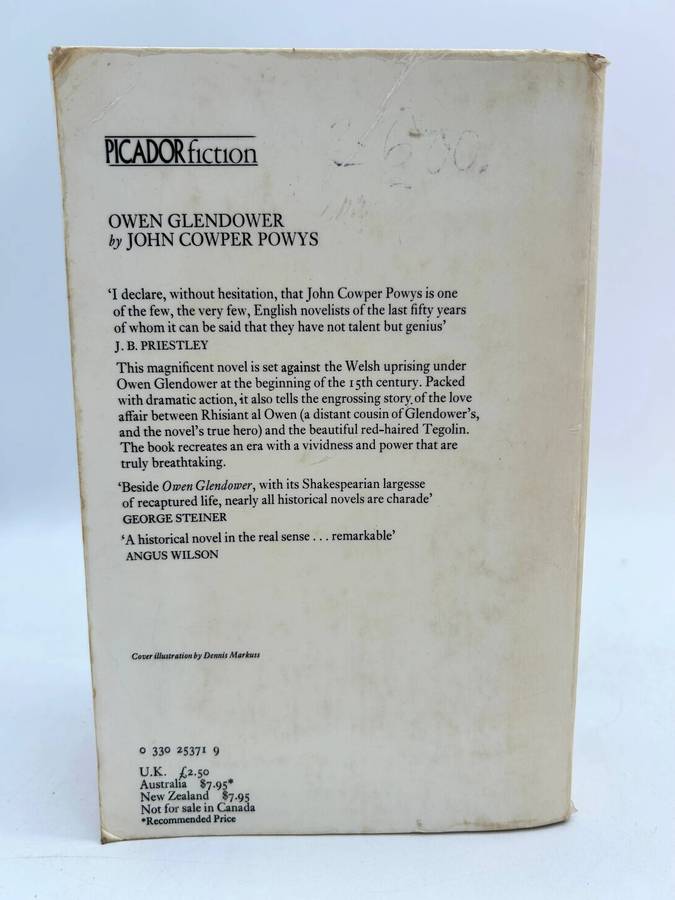 PICADOR fiction
OWEN GLENDOWER
by JOHN COWPER POWYS
‘I declare, without hesitation, that John Cowper Powys is one
of the few, the very few, English novelists of the last fifty years
of whom it can be said that they have not talent but genius’
J. B. PRIESTLEY
This magnificent novel is set against the Welsh uprising under
Owen Glendower at the beginning of the 15th century. Packed
with dramatic action, it also tells the engrossing story of the love
affair between Rhisiant al Owen (a distant cousin of Glendower’s,
and the novel’s true hero) and the beautiful red-haired Tegolin.
The book recreates an era with a vividness and power that are
truly breathtaking.
‘Beside Owen Glendower, with its Shakespearian largesse
of recaptured life, nearly all historical novels are charade’
GEORGE STEINER
‘A historical novel in the real sense . . . remarkable’
ANGUS WILSON
Cover illustration by Dennis Markuss
0 330 25371 9
U.K. £2.50
Australia $7.95*
New Zealand $7.95
Not for sale in Canada
*Recommended Price